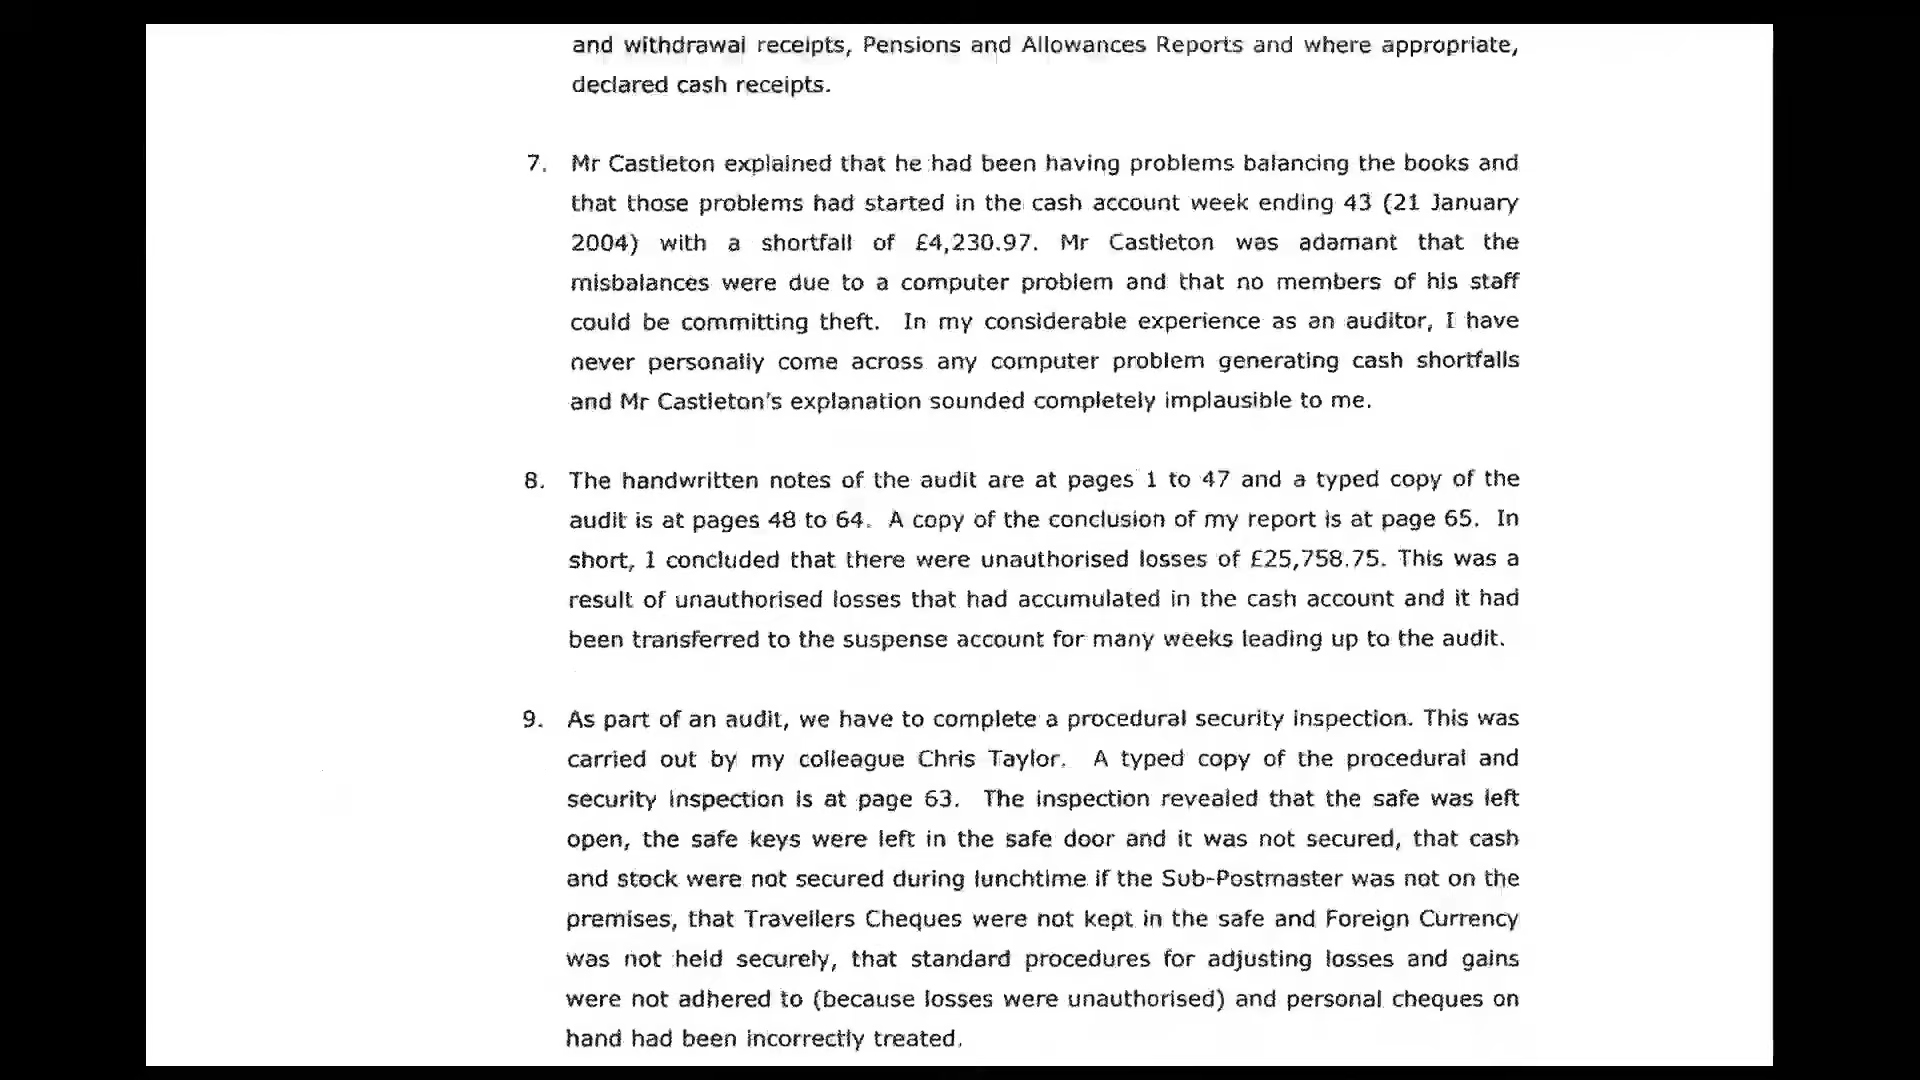 and withdrawal receipts, Pensions and Allowances Reports and where appropriate,
declared cash receipts.
7. Mr Castleton explained that he had been having problems balancing the books and
that those problems had started in the cash account week ending 43 (21 January
2004) with a shortfall of £4,230.97. Mr Castleton was adamant that the
misbalances were due to a computer problem and that no members of his staff
could be committing theft. In my considerable experience as an auditor, I have
never personally come across any computer problem generating cash shortfalls
and Mr Castleton's explanation sounded completely implausible to me.
8. The handwritten notes of the audit are at pages 1 to 47 and a typed copy of the
audit is at pages 48 to 64. A copy of the conclusion of my report is at page 65. In
short, I concluded that there were unauthorised losses of £25,758.75. This was a
result of unauthorised losses that had accumulated in the cash account and it had
been transferred to the suspense account for many weeks leading up to the audit.
9. As part of an audit, we have to complete a procedural security inspection. This was
carried out by my colleague Chris Taylor. A typed copy of the procedural and
security inspection is at page 63. The inspection revealed that the safe was left
open, the safe keys were left in the safe door and it was not secured, that cash
and stock were not secured during lunchtime if the Sub-Postmaster was not on the
premises, that Travellers Cheques were not kept in the safe and Foreign Currency
was not held securely, that standard procedures for adjusting losses and gains
were not adhered to (because losses were unauthorised) and personal cheques on
hand had been incorrectly treated.